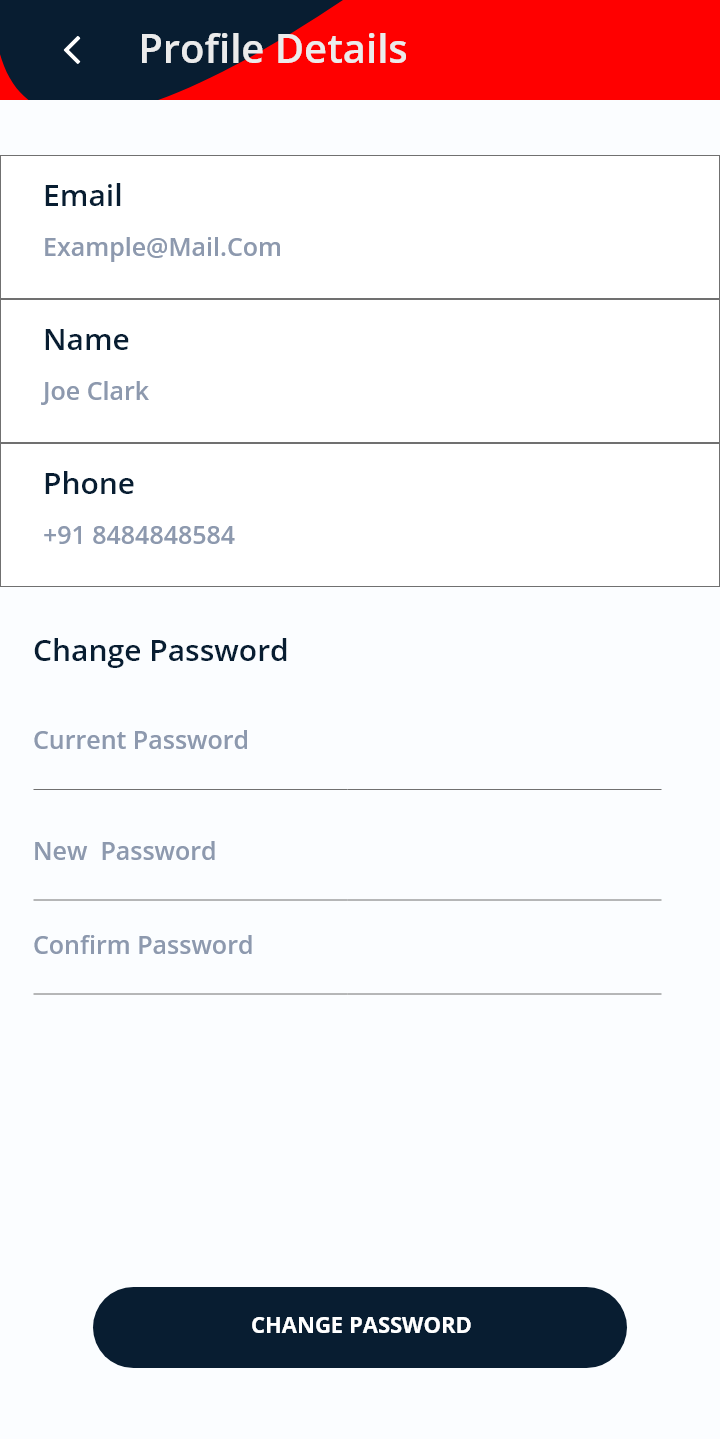 Profile Details
Email
Example@Mail.Com
Name
Joe Clark
Phone
+91 8484848584
Change Password
Current Password
New  Password
Confirm Password
CHANGE PASSWORD